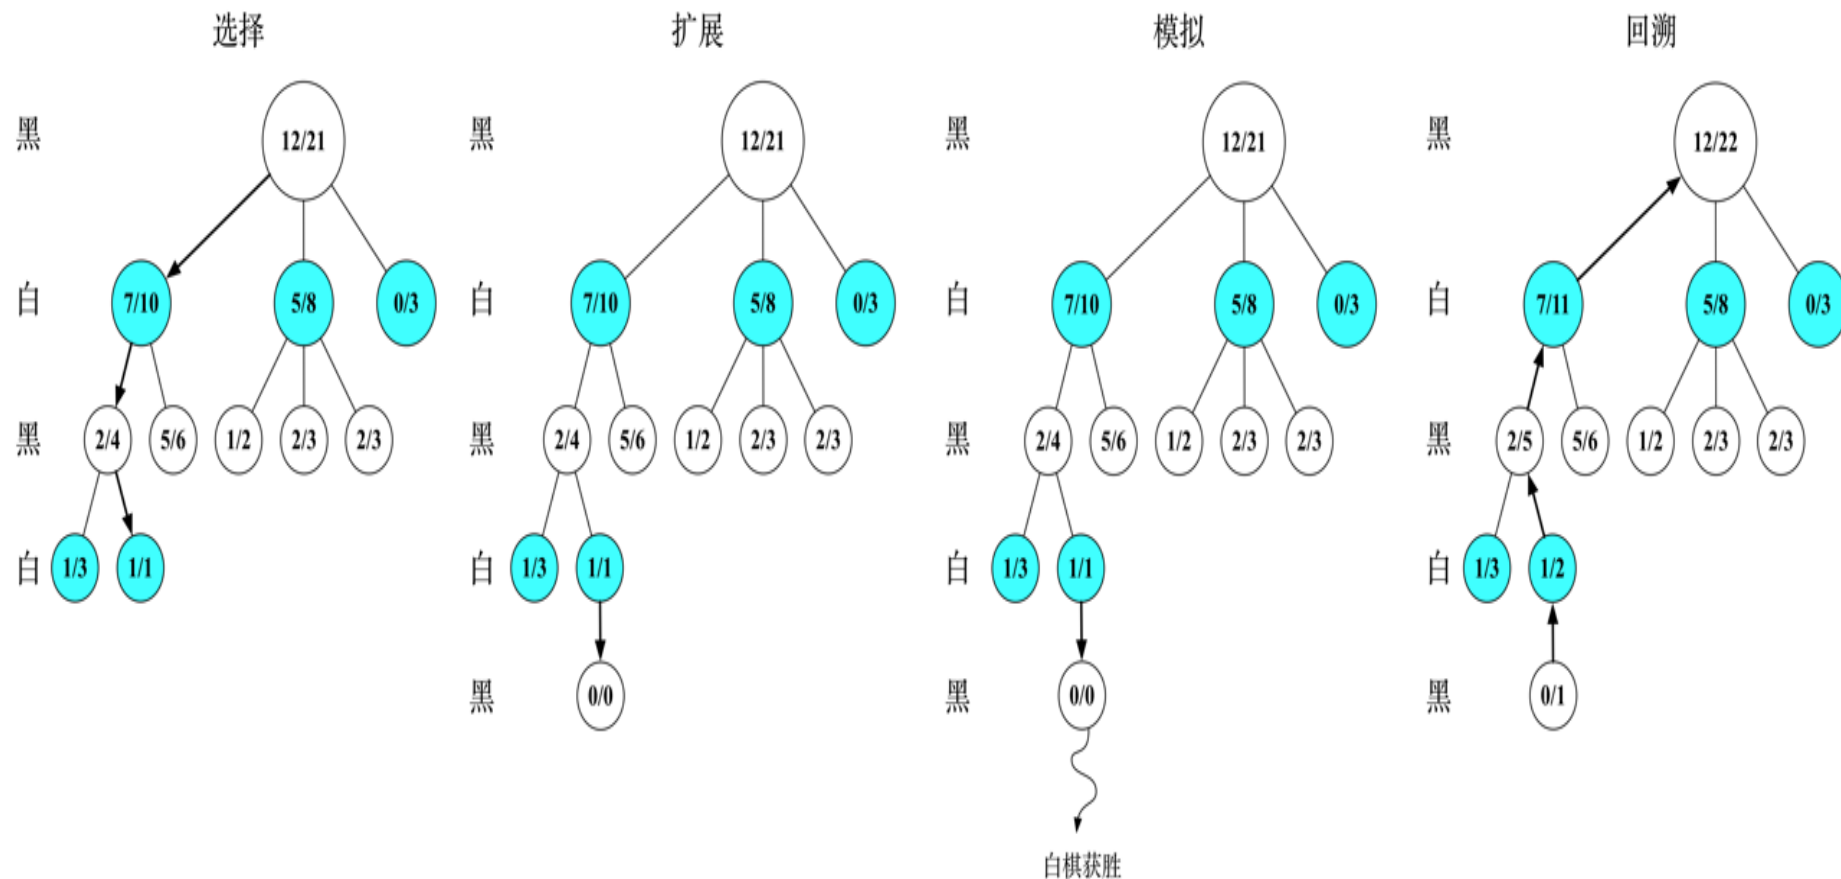 选择 扩展 模拟 回溯
黑 12/21 黑 12/21 黑 12/21 黑 12/22
白 7/10 5/8 0/3 白 7/10 5/8 0/3 白 7/10 5/8 0/3 白 7/11 5/8 0/3
黑 2/4 5/6 1/2 2/3 2/3 黑 2/4 5/6 1/2 2/3 2/3 黑 2/4 5/6 1/2 2/3 2/3 黑 2/5 5/6 1/2 2/3 2/3
白 1/3 1/1 白 1/3 1/1 白 1/3 1/1 白 1/3 1/2
黑 0/0 黑 0/0 黑 0/1
白棋获胜